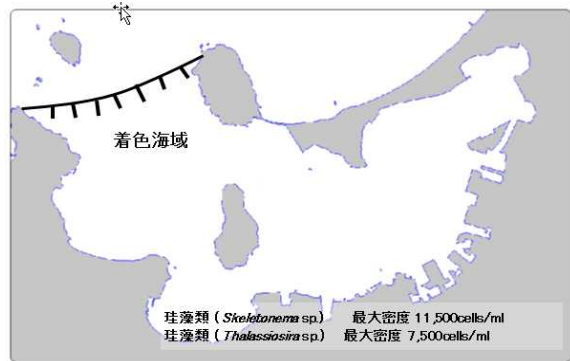 着色海域
珪藻類 ( Skeletonema sp.) 最大密度 11,500cells/ml
珪藻類 ( Thalassiosira sp.) 最大密度 7,500cells/ml